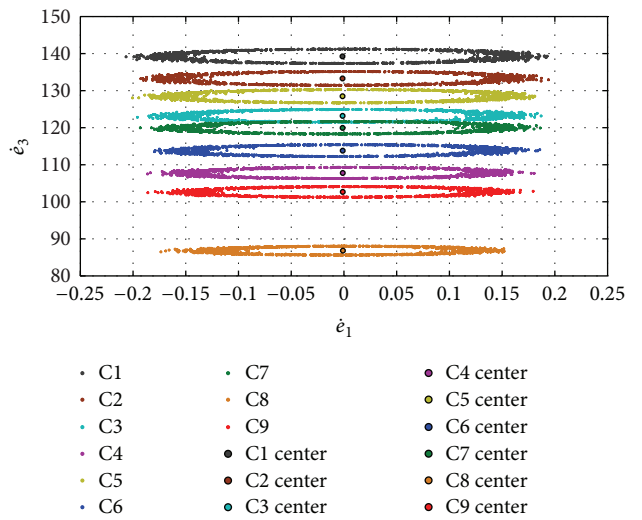 150
140
130
120
110
100
90
80
ė3
−0.25 −0.2 −0.15 −0.1 −0.05 0 0.05 0.1 0.15 0.2 0.25
ė1
C1 C7 C4 center
C2 C8 C5 center
C3 C9 C6 center
C4 C1 center C7 center
C5 C2 center C8 center
C6 C3 center C9 center